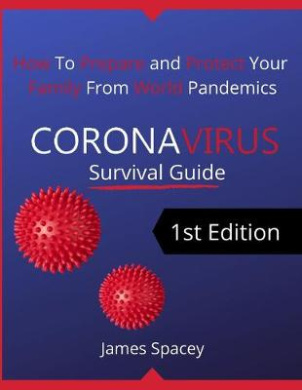 How To Prepare and Protect Your
Family From World Pandemics
CORONAVIRUS
Survival Guide
1st Edition
James Spacey